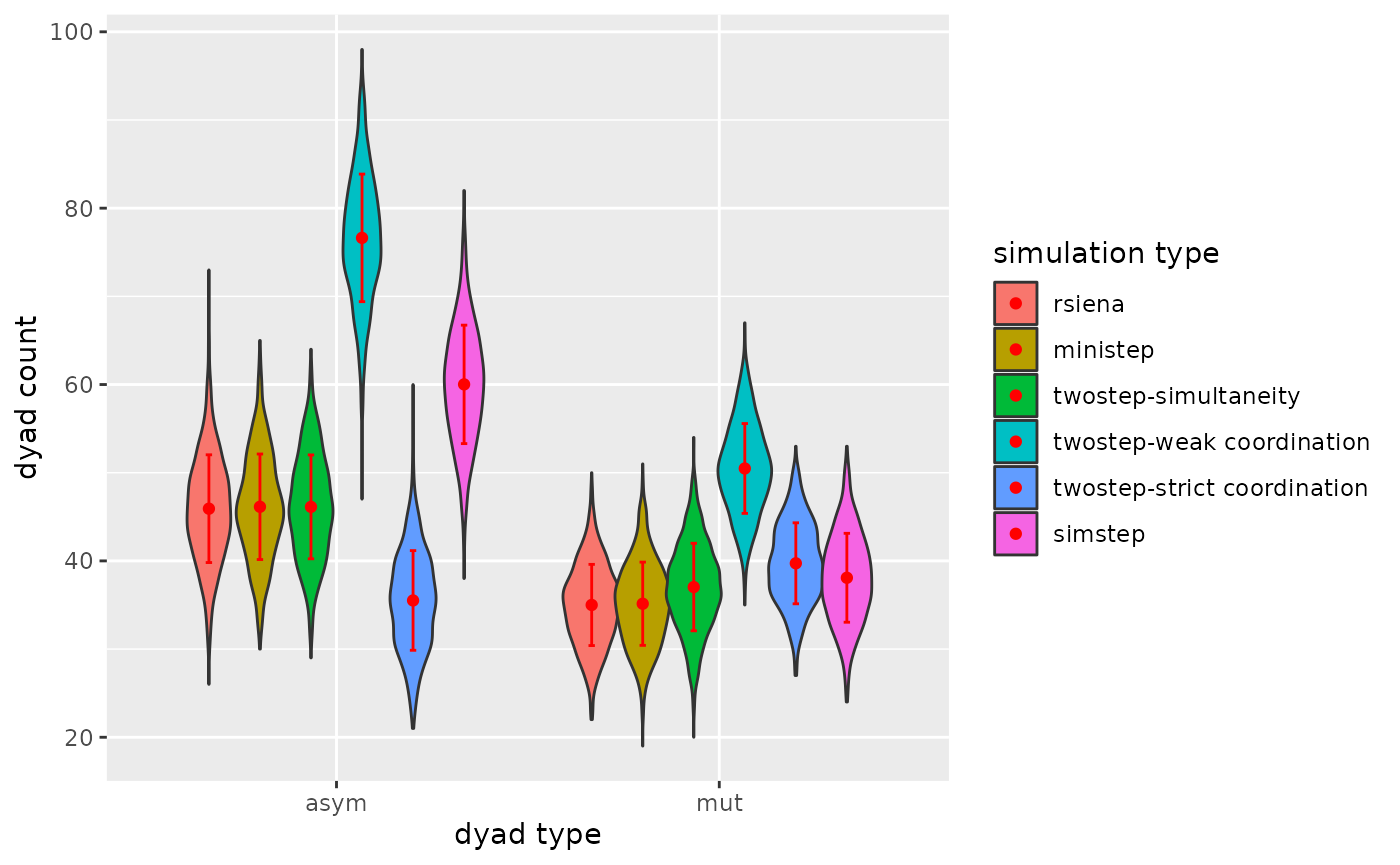 100
80
60
40
20
dyad count
asym
mut
dyad type
simulation type
rsiena
ministep
twostep-simultaneity
twostep-weak coordination
twostep-strict coordination
simstep